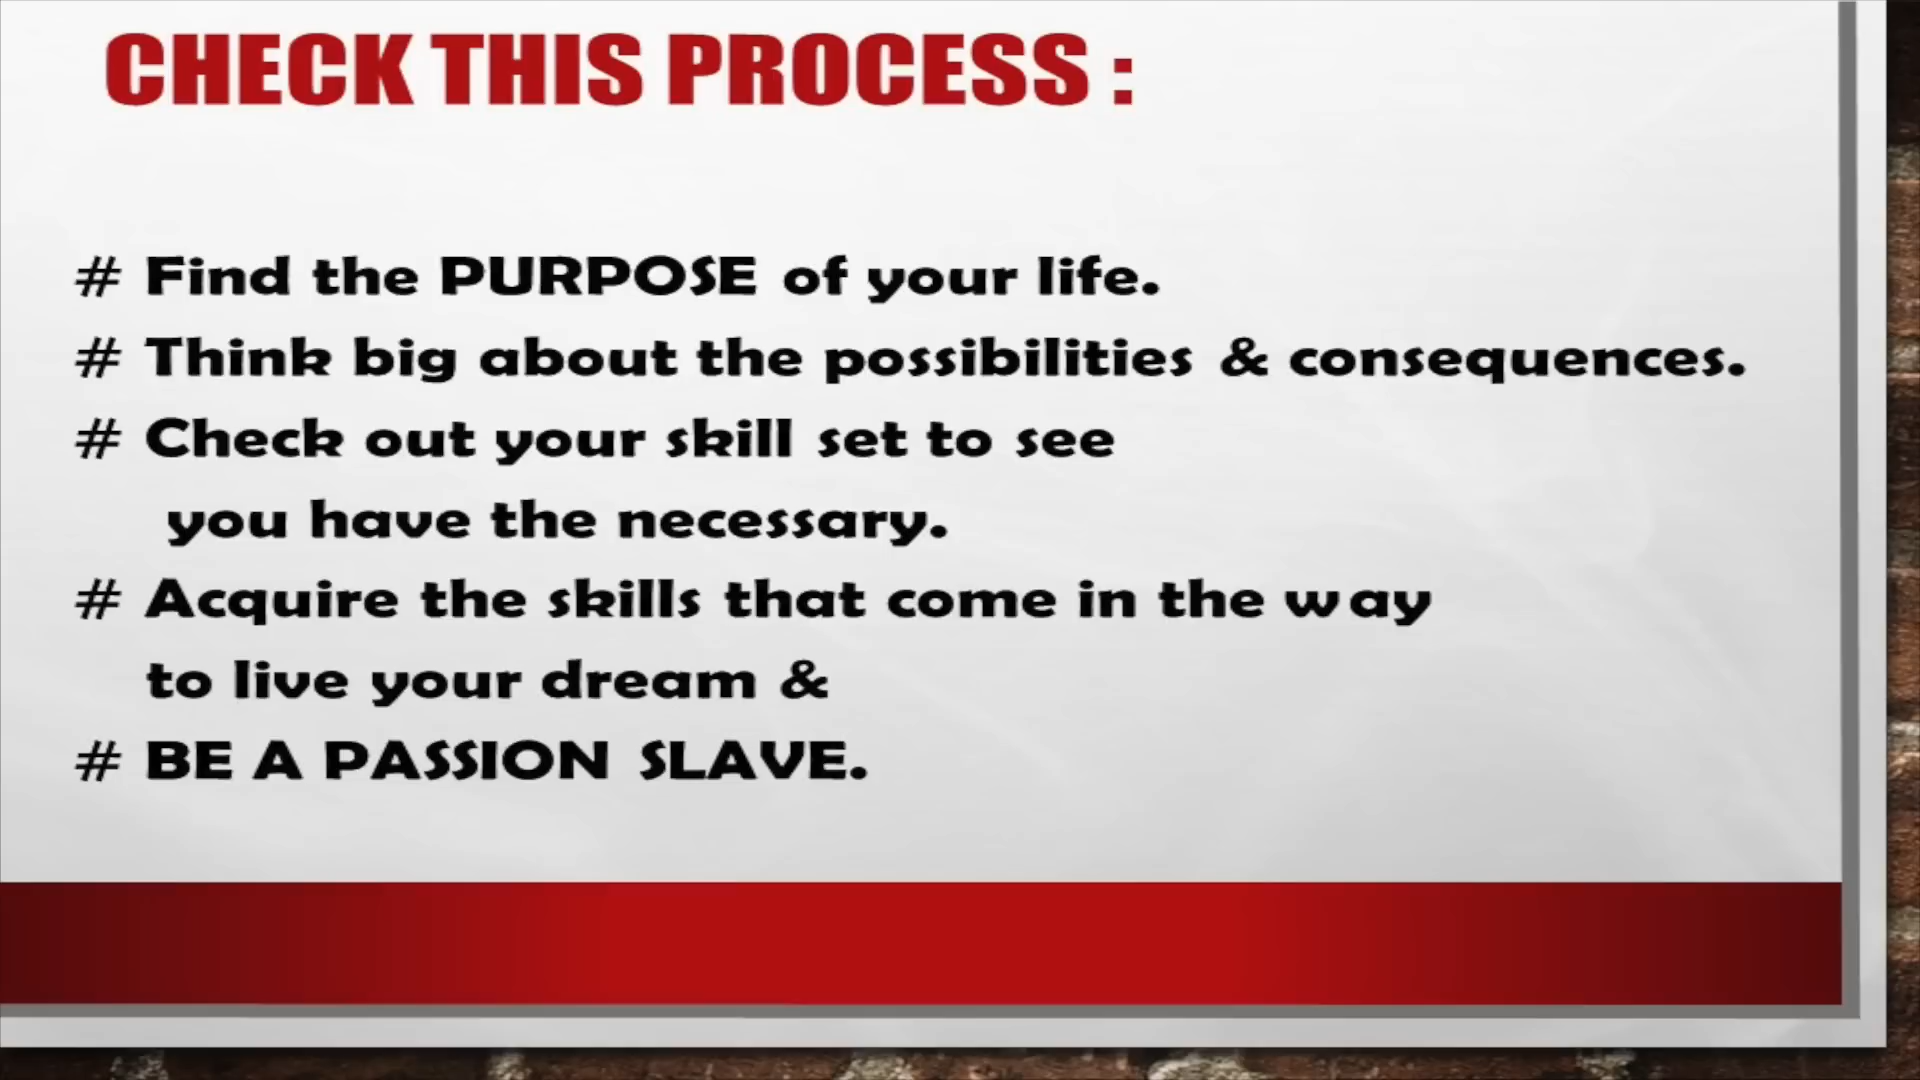 CHECK THIS PROCESS :
# Find the PURPOSE of your life.
# Think big about the possibilities & consequences.
# Check out your skill set to see
you have the necessary.
# Acquire the skills that come in the way
to live your dream &
# BE A PASSION SLAVE.